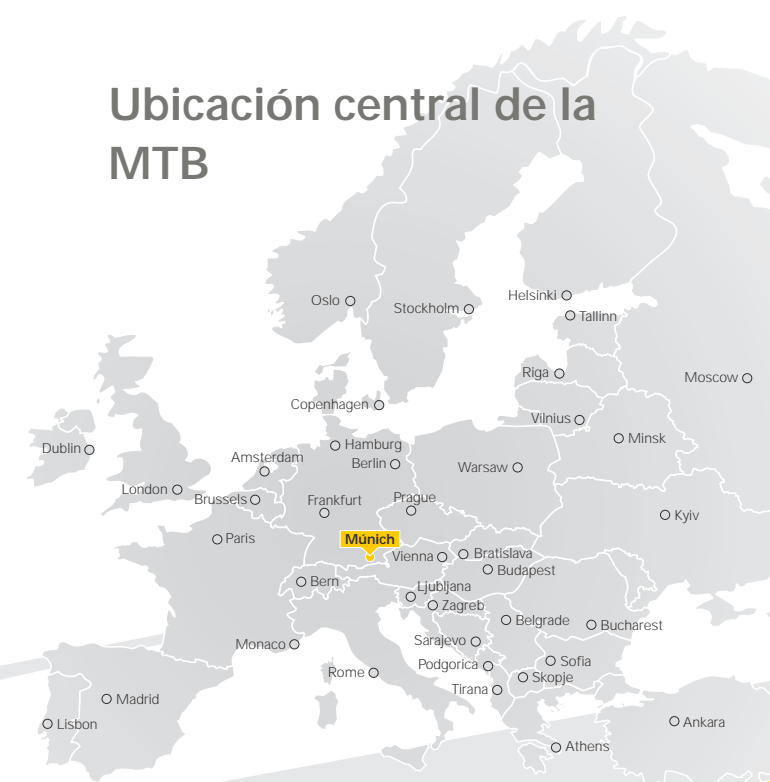 Ubicación central de la
MTB
Oslo
Stockholm
Helsinki
Tallinn
Riga
Moscow
Copenhagen
Vilnius
Minsk
Dublin
Hamburg
Amsterdam
Berlin
Warsaw
London
Brussels
Frankfurt
Prague
Kyiv
Paris
Múnich
Vienna
Bratislava
Budapest
Bern
Ljubljana
Zagreb
Belgrade
Bucharest
Monaco
Sarajevo
Podgorica
Sofia
Rome
Skopje
Tirana
Madrid
Lisbon
Ankara
Athens